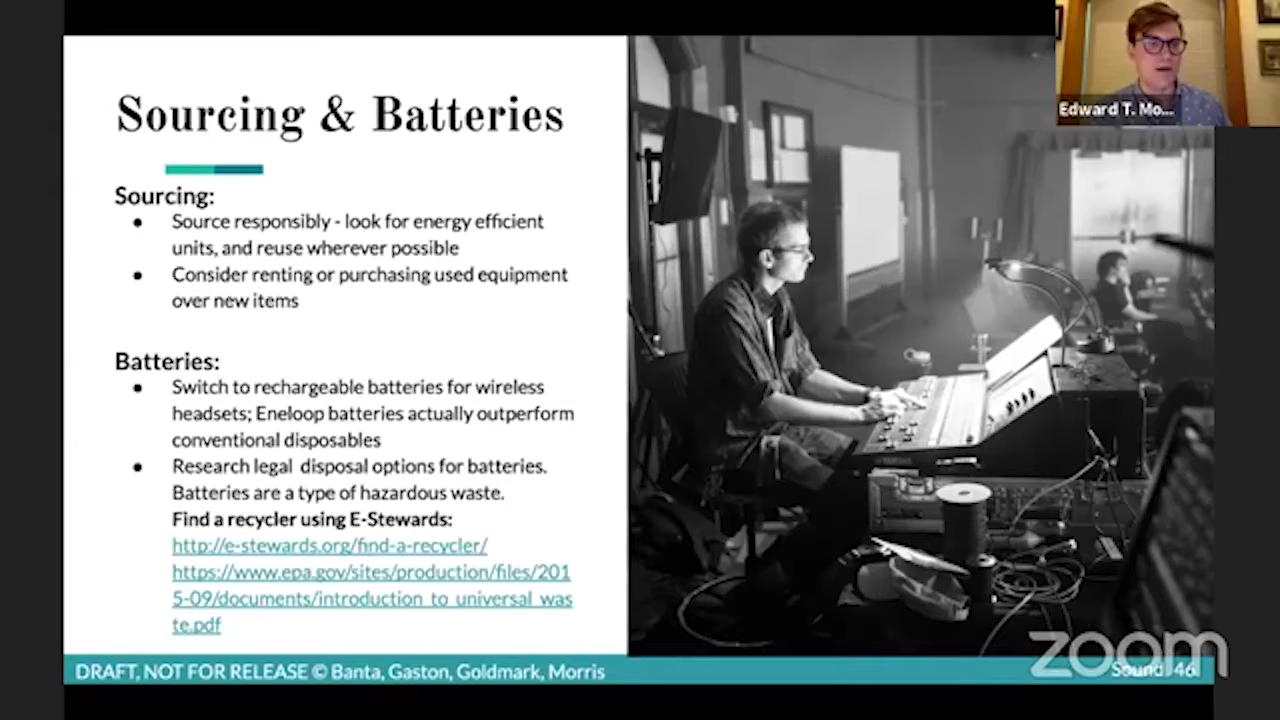 Sourcing & Batteries
Sourcing:
● Source responsibly - look for energy efficient
units, and reuse wherever possible
● Consider renting or purchasing used equipment
over new items
Batteries:
● Switch to rechargeable batteries for wireless
headsets; Eneloop batteries actually outperform
conventional disposables
● Research legal disposal options for batteries.
Batteries are a type of hazardous waste.
Find a recycler using E-Stewards:
http://e-stewards.org/find-a-recycler/
https://www.epa.gov/sites/production/files/201
5-09/documents/introduction_to_universal_was
te.pdf
DRAFT, NOT FOR RELEASE © Banta, Gaston, Goldmark, Morris
Sound 46
Edward T. Mo...
zoom